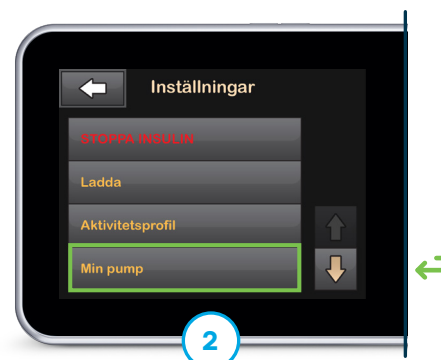 Inställningar
STOPPA INSULIN
Ladda
Aktivitetsprofil
Min pump
2